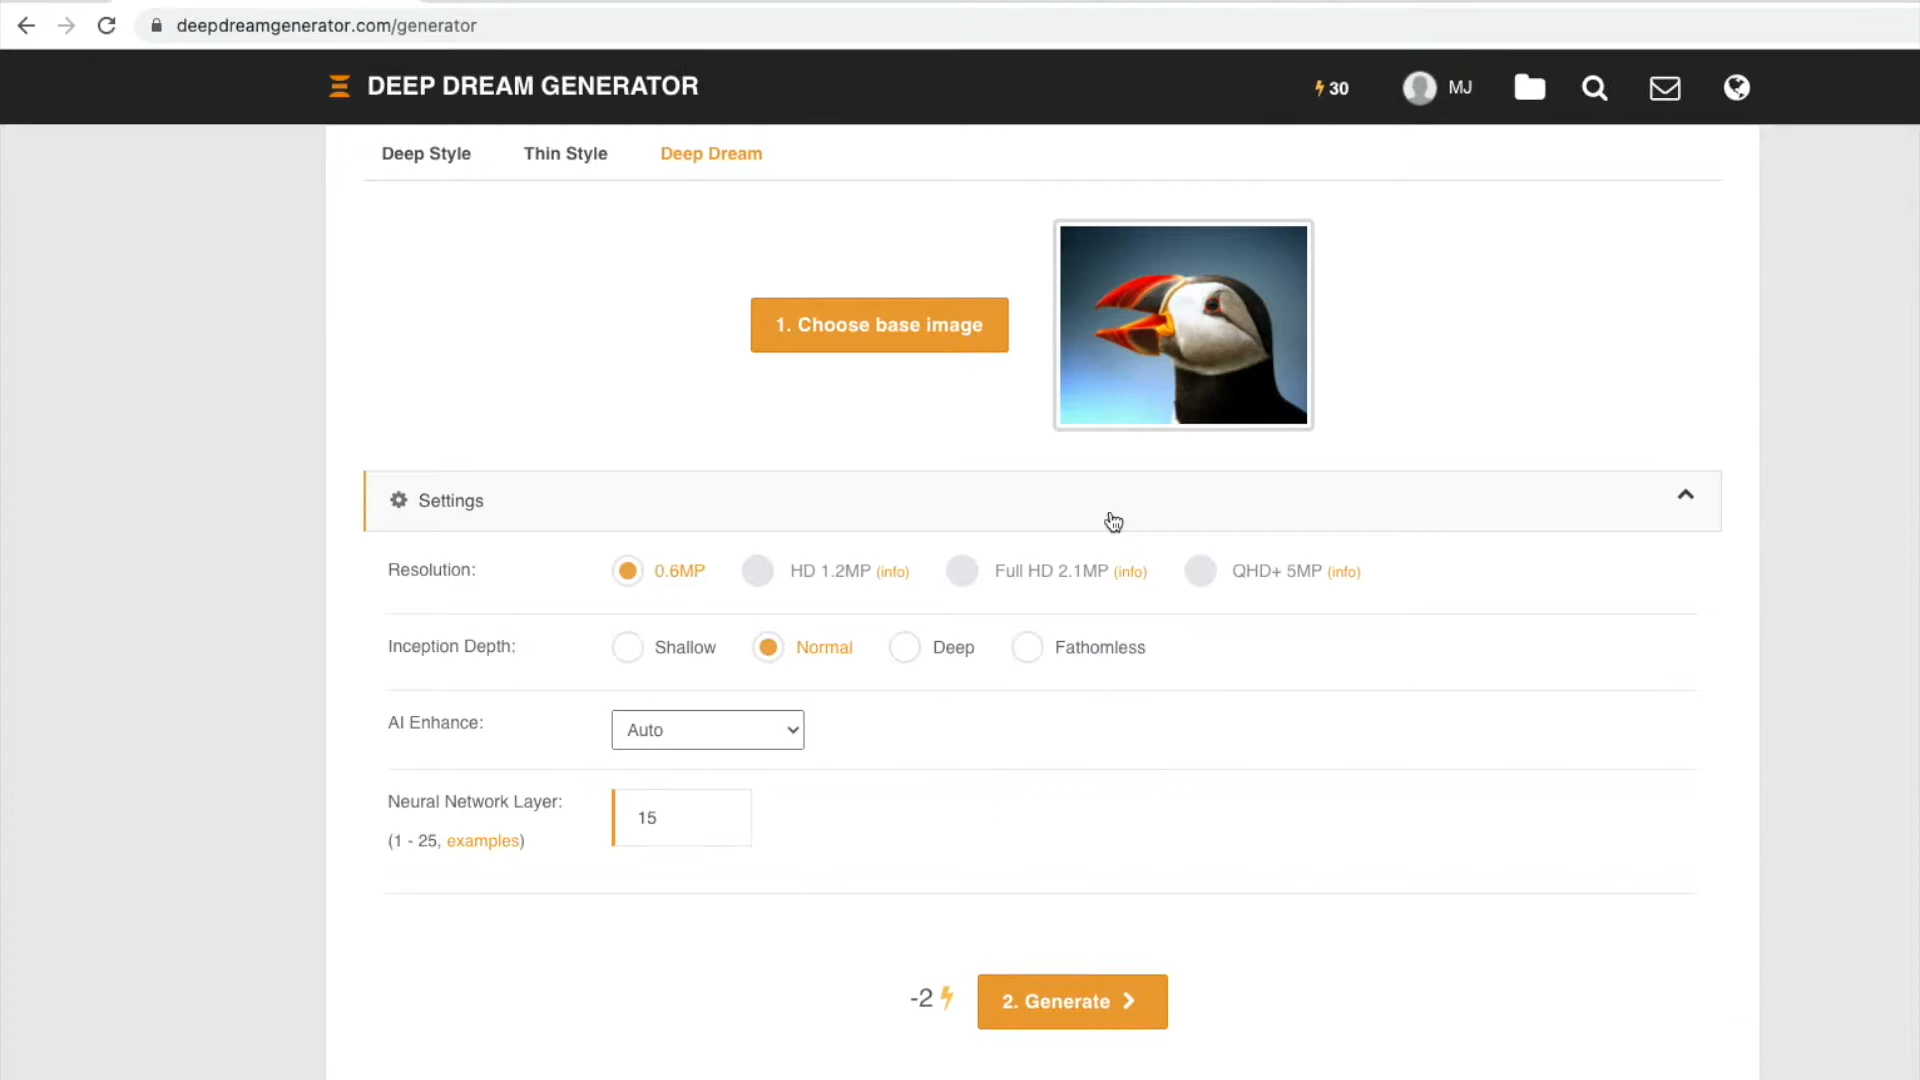 deepdreamgenerator.com/generator
DEEP DREAM GENERATOR
30
MJ
Deep Style
Thin Style
Deep Dream
1. Choose base image
Settings
Resolution:
0.6MP
HD 1.2MP (info)
Full HD 2.1MP (info)
QHD+ 5MP (info)
Inception Depth:
Shallow
Normal
Deep
Fathomless
AI Enhance:
Auto
Neural Network Layer:
(1 - 25, examples)
15
-2
2. Generate